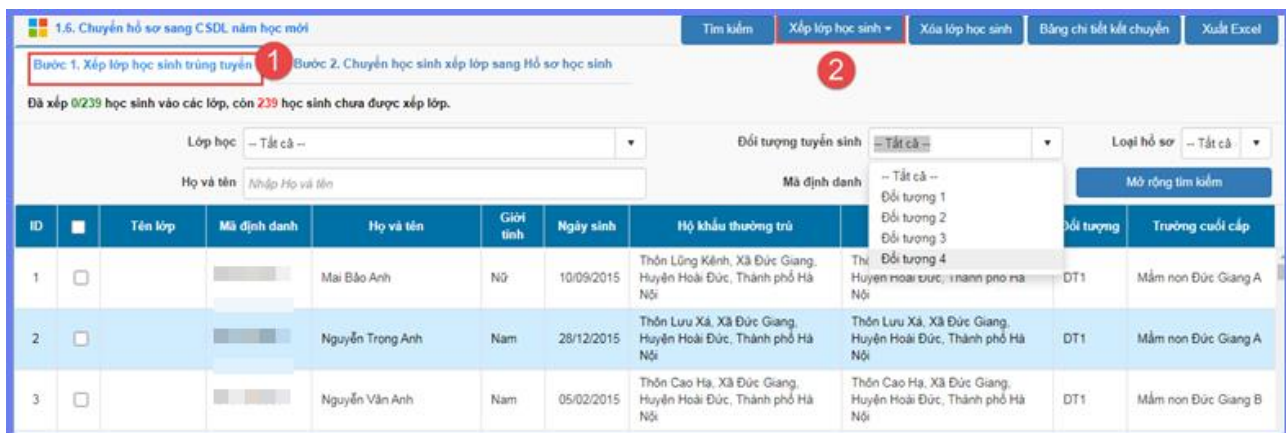 1.6. Chuyển hồ sơ sang CSDL năm học mới
Tìm kiếm
Xếp lớp học sinh
Xóa lớp học sinh
Bảng chi tiết kết chuyển
Xuất Excel
Bước 1. Xếp lớp học sinh trúng tuyển
1
Bước 2. Chuyển học sinh xếp lớp sang Hồ sơ học sinh
2
Đã xếp 0/239 học sinh vào các lớp, còn 239 học sinh chưa được xếp lớp.
Lớp học -- Tất cả --
Đối tượng tuyển sinh -- Tất cả --
Loại hồ sơ -- Tất cả
Họ và tên Nhập Họ và tên
Mã định danh
Mở rộng tìm kiếm
-- Tất cả --
Đối tượng 1
Đối tượng 2
Đối tượng 3
Đối tượng 4
ID Tên lớp Mã định danh Họ và tên Giới tính Ngày sinh Hộ khẩu thường trú Đối tượng Trường cuối cấp
1 Mai Bảo Anh Nữ 10/09/2015
Thôn Lũng Kênh, Xã Đức Giang,
Huyện Hoài Đức, Thành phố Hà
Nội
Huyện Hoài Đức, Thành phố Hà
Nội
DT1 Mầm non Đức Giang A
2 Nguyễn Trọng Anh Nam 28/12/2015
Thôn Lưu Xá, Xã Đức Giang,
Huyện Hoài Đức, Thành phố Hà
Nội
Thôn Lưu Xá, Xã Đức Giang,
Huyện Hoài Đức, Thành phố Hà
Nội
DT1 Mầm non Đức Giang A
3 Nguyễn Văn Anh Nam 05/02/2015
Thôn Cao Hạ, Xã Đức Giang,
Huyện Hoài Đức, Thành phố Hà
Nội
Thôn Cao Hạ, Xã Đức Giang,
Huyện Hoài Đức, Thành phố Hà
Nội
DT1 Mầm non Đức Giang B